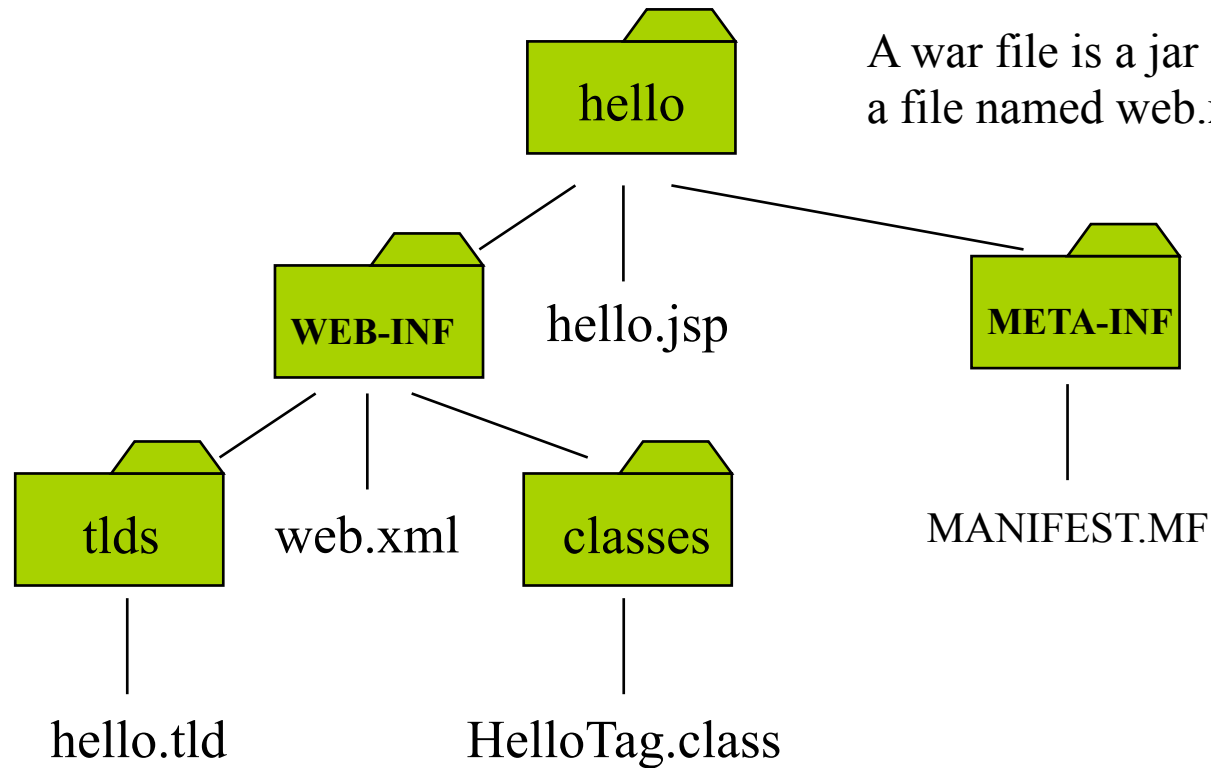 hello
A war file is a jar
a file named web.x
WEB-INF
hello.jsp
META-INF
tlds
web.xml
classes
MANIFEST.MF
hello.tld
HelloTag.class